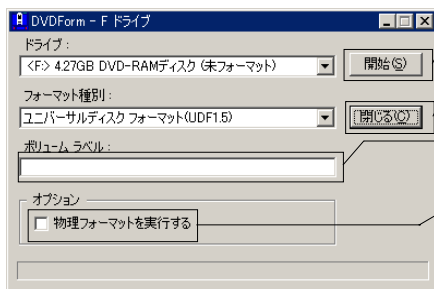 DVDForm - F ドライブ
ドライブ :
<F:> 4.27GB DVD-RAMディスク (未フォーマット)
開始(S)
フォーマット種別 :
ユニバーサルディスク フォーマット(UDF1.5)
閉じる(C)
ボリューム ラベル :
オプション
物理フォーマットを実行する